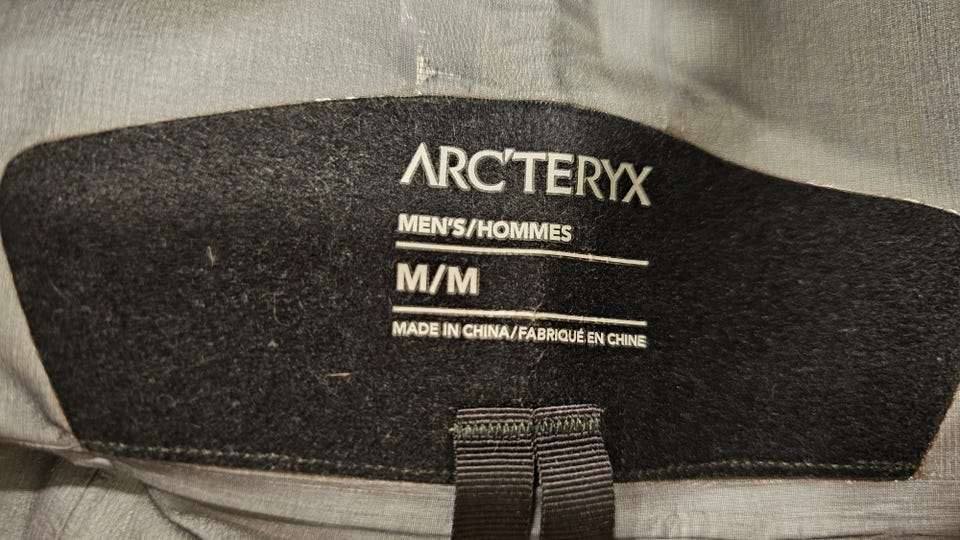 ARC'TERYX
MEN'S/HOMMES
M/M
MADE IN CHINA/FABRIQUÉ EN CHINE